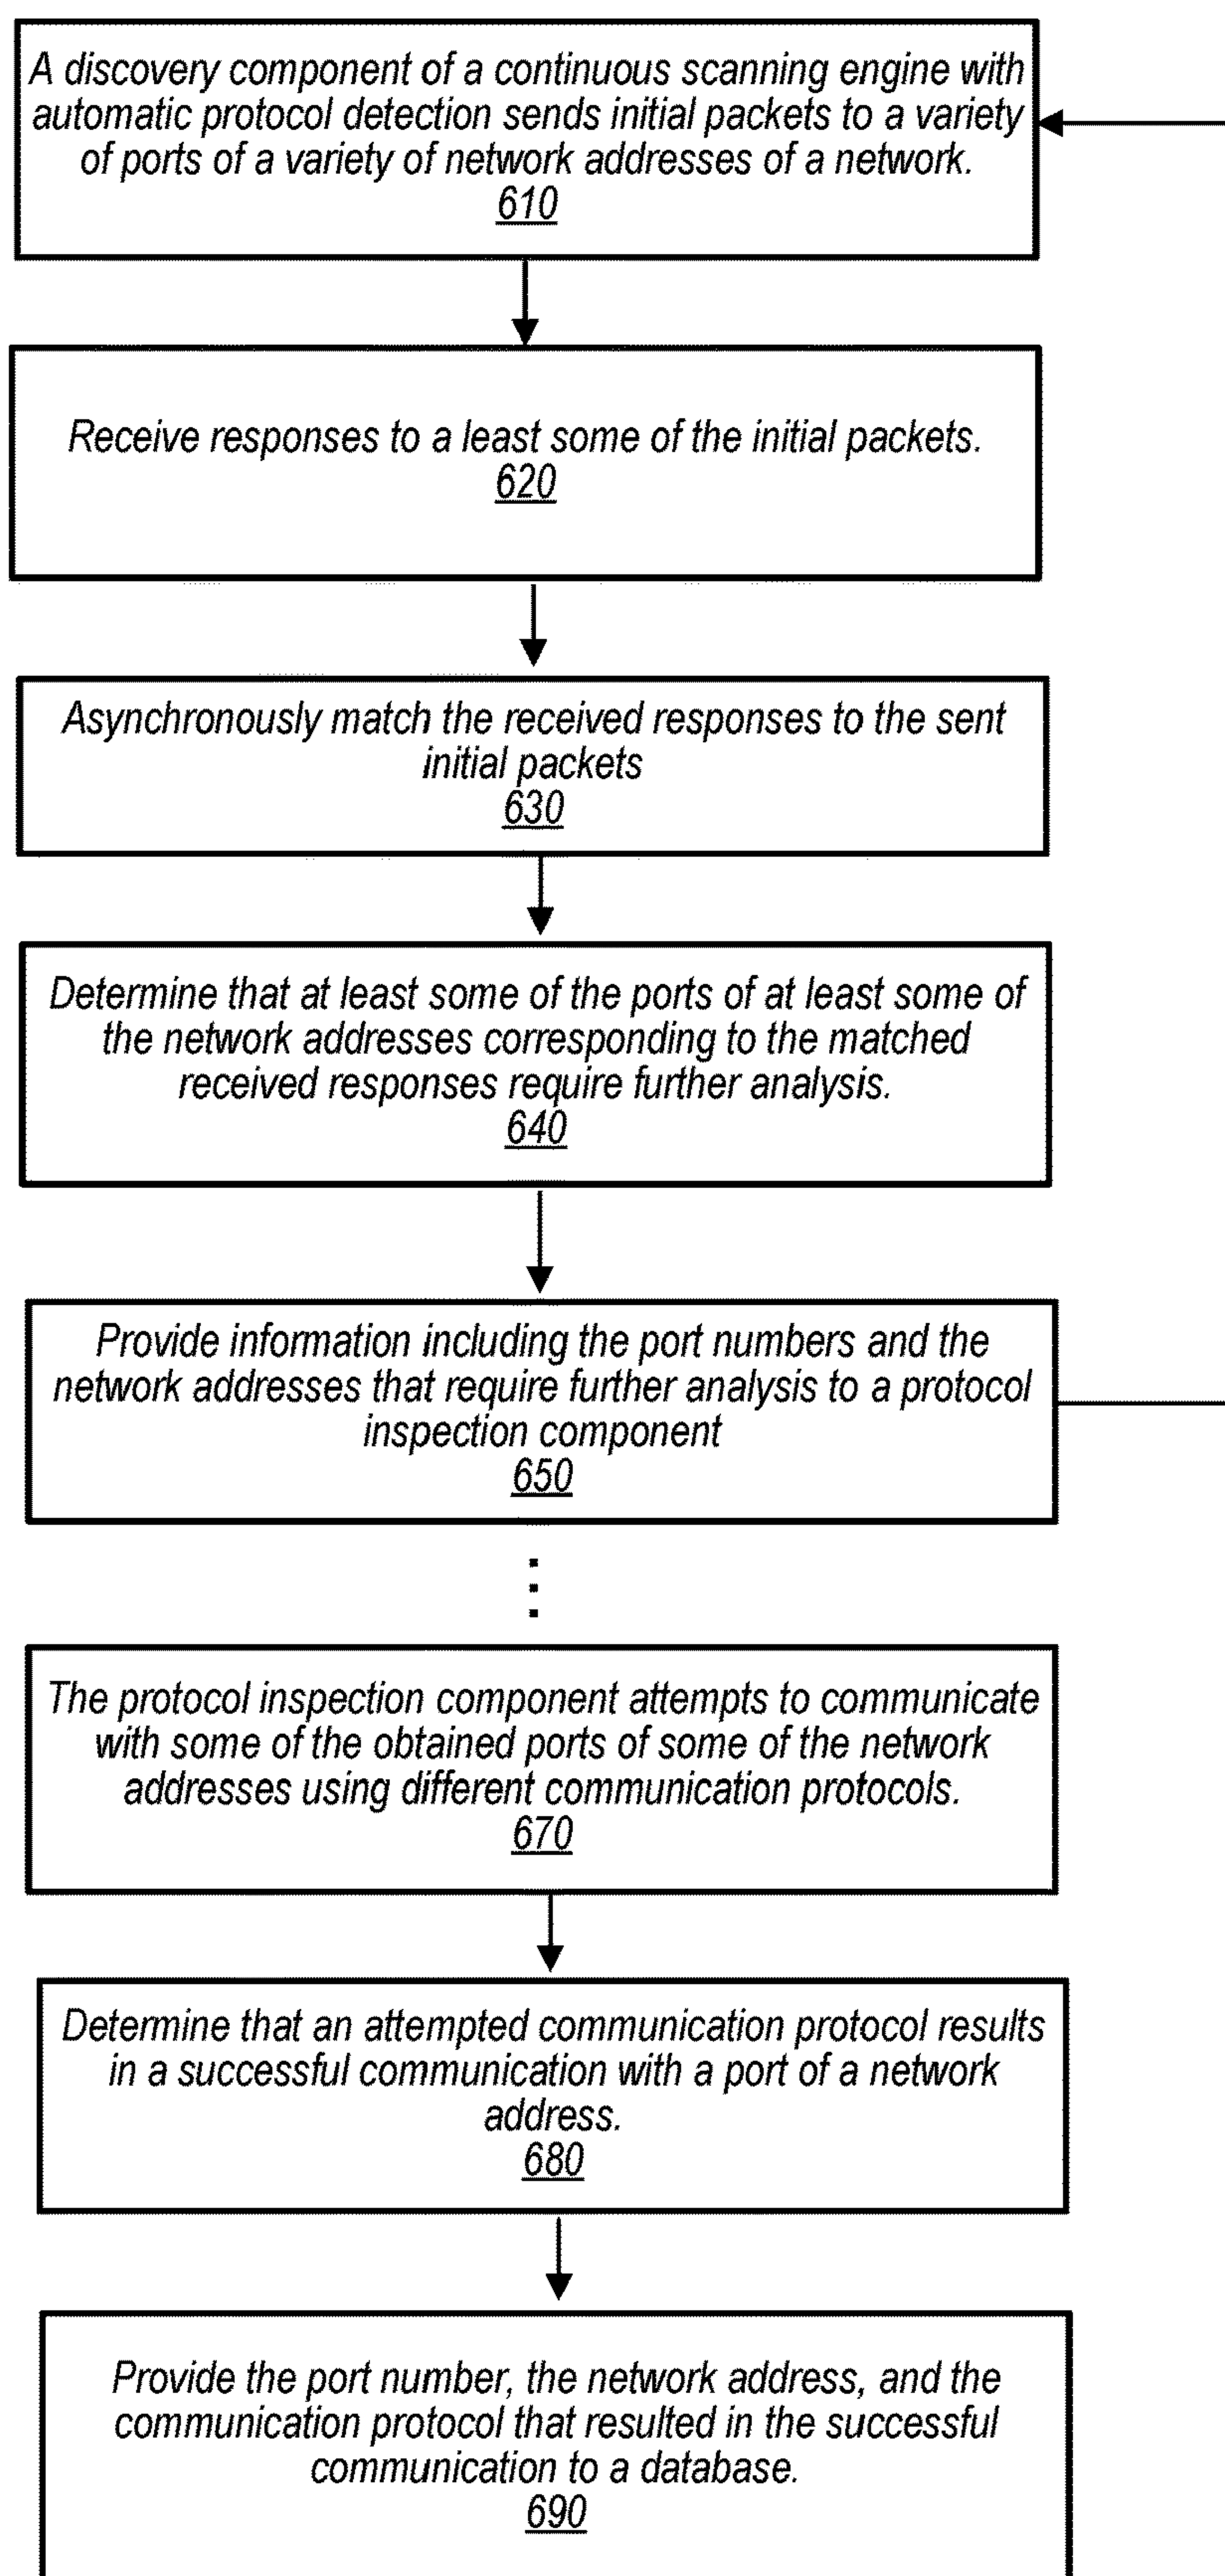 A discovery component of a continuous scanning engine with
automatic protocol detection sends initial packets to a variety
of ports of a variety of network addresses of a network.
610
Receive responses to a least some of the initial packets.
620
Asynchronously match the received responses to the sent
initial packets
630
Determine that at least some of the ports of at least some of
the network addresses corresponding to the matched
received responses require further analysis.
640
Provide information including the port numbers and the
network addresses that require further analysis to a protocol
inspection component
650
The protocol inspection component attempts to communicate
with some of the obtained ports of some of the network
addresses using different communication protocols.
670
Determine that an attempted communication protocol results
in a successful communication with a port of a network
address.
680
Provide the port number, the network address, and the
communication protocol that resulted in the successful
communication to a database.
690